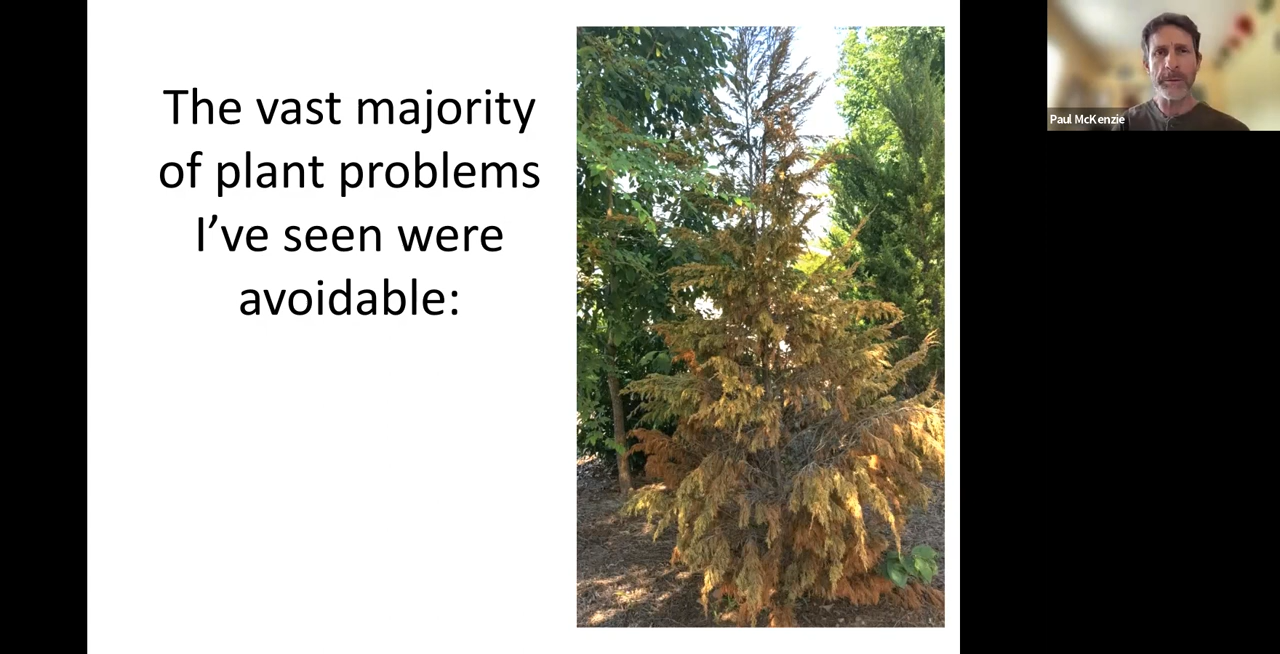 The vast majority
of plant problems
I’ve seen were
avoidable:
Paul McKenzie